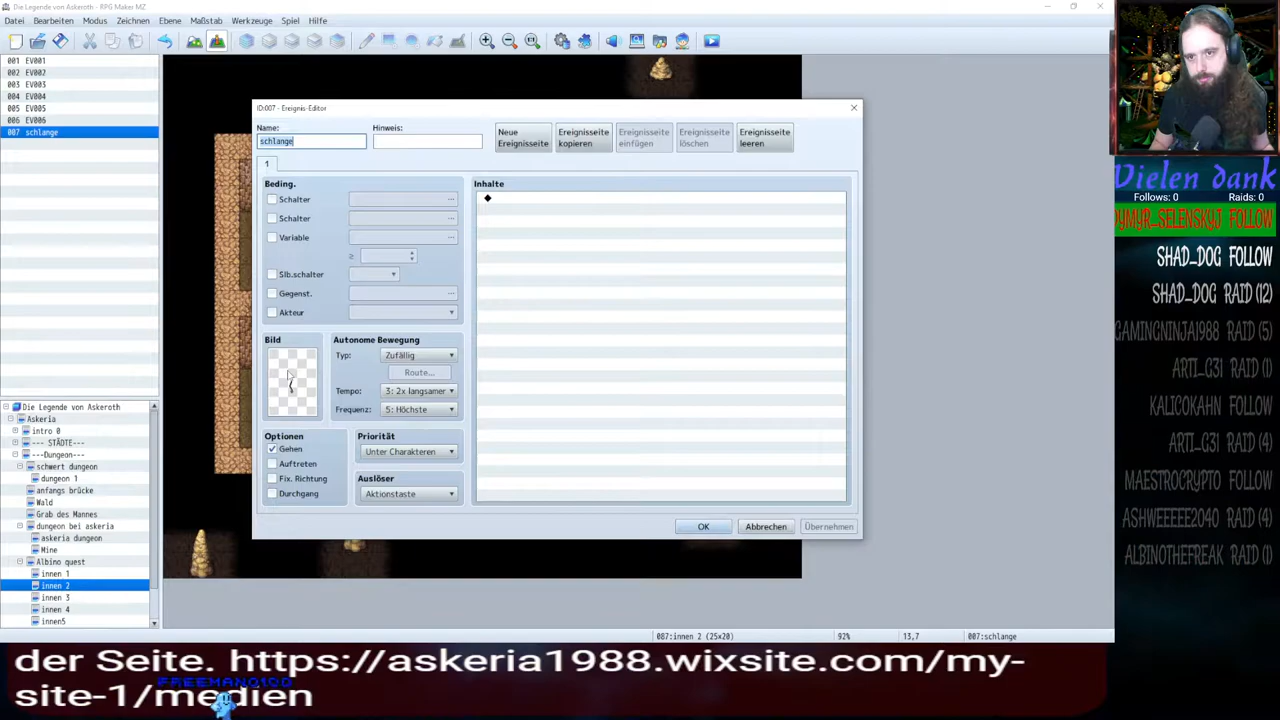 Die Legende von Askeroth - RPG Maker MZ
Datei Bearbeiten Modus Zeichnen Ebene Maßstab Werkzeuge Spiel Hilfe
001 EV001
002 EV002
003 EV003
004 EV004
005 EV005
006 EV006
007 schlange
ID:007 - Ereignis-Editor
Name:
Hinweis:
schlange
Neue Ereignisseite
Ereignisseite kopieren
Ereignisseite einfügen
Ereignisseite löschen
Ereignisseite leeren
1
Beding.
Schalter
Schalter
Variable
≥
Slb.schalter
Gegenst.
Akteur
Inhalte
◆
Bild
Autonome Bewegung
Typ: Zufällig
Route...
Tempo: 3: 2x langsamer
Frequenz: 5: Höchste
Optionen
Gehen
Auftreten
Fix. Richtung
Durchgang
Priorität
Unter Charakteren
Auslöser
Aktionstaste
OK Abbrechen Übernehmen
Die Legende von Askeroth
Askeria
intro 0
--- STÄDTE---
---Dungeon---
schwert dungeon
dungeon 1
anfangs brücke
Wald
Grab des Mannes
dungeon bei askeria
askeria dungeon
Mine
Albino quest
innen 1
innen 2
innen 3
innen 4
innen5
087:innen 2 (25x20) 92% 13,7 007:schlange
Vielen dank
Follows: 0 Raids: 0
DYMYR_SELENSKYJ FOLLOW
SHAD_DOG FOLLOW
SHAD_DOG RAID (12)
GAMINGNINJA1988 RAID (5)
ARTI_G31 RAID (4)
KALICOKAHN FOLLOW
ARTI_G31 RAID (4)
MAESTROCYPTO FOLLOW
ASHWEEEEE2040 RAID (4)
ALBINOTHEFREAK RAID (1)
der Seite. https://askeria1988.wixsite.com/my-
site-1/medien
FREEMANG100